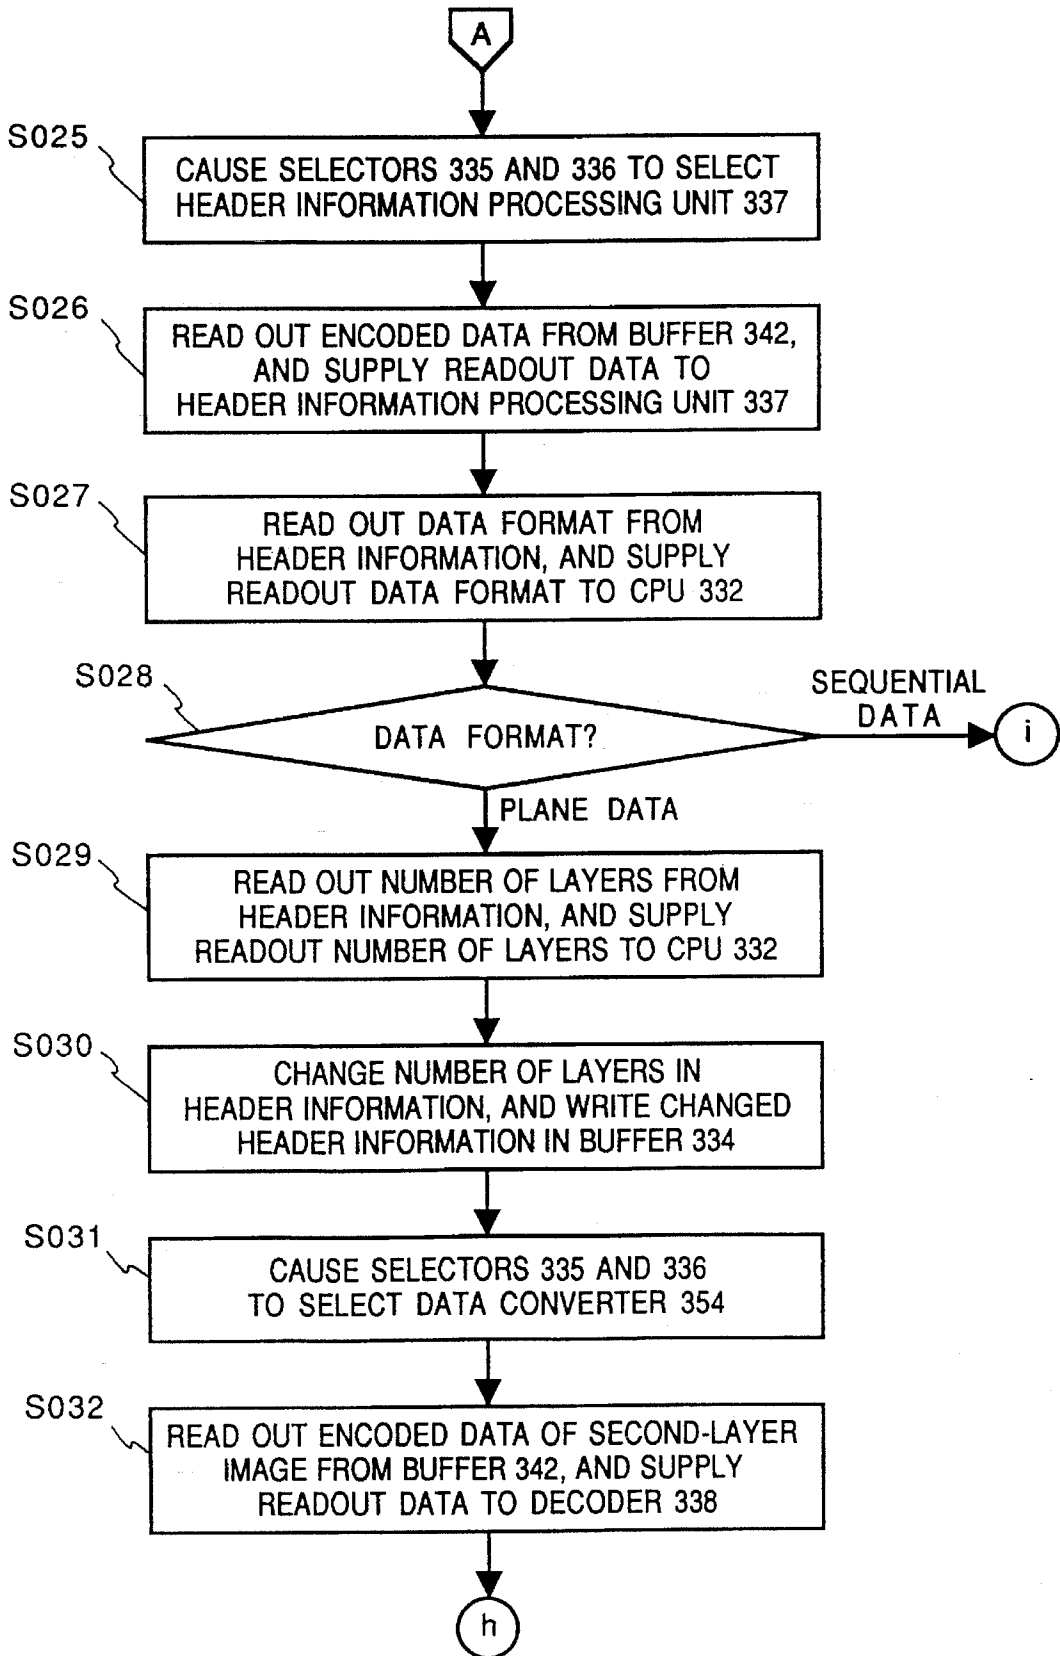 A
S025
CAUSE SELECTORS 335 AND 336 TO SELECT
HEADER INFORMATION PROCESSING UNIT 337
S026
READ OUT ENCODED DATA FROM BUFFER 342,
AND SUPPLY READOUT DATA TO
HEADER INFORMATION PROCESSING UNIT 337
S027
READ OUT DATA FORMAT FROM
HEADER INFORMATION, AND SUPPLY
READOUT DATA FORMAT TO CPU 332
S028
DATA FORMAT?
SEQUENTIAL
DATA
i
PLANE DATA
S029
READ OUT NUMBER OF LAYERS FROM
HEADER INFORMATION, AND SUPPLY
READOUT NUMBER OF LAYERS TO CPU 332
S030
CHANGE NUMBER OF LAYERS IN
HEADER INFORMATION, AND WRITE CHANGED
HEADER INFORMATION IN BUFFER 334
S031
CAUSE SELECTORS 335 AND 336
TO SELECT DATA CONVERTER 354
S032
READ OUT ENCODED DATA OF SECOND-LAYER
IMAGE FROM BUFFER 342, AND SUPPLY
READOUT DATA TO DECODER 338
h